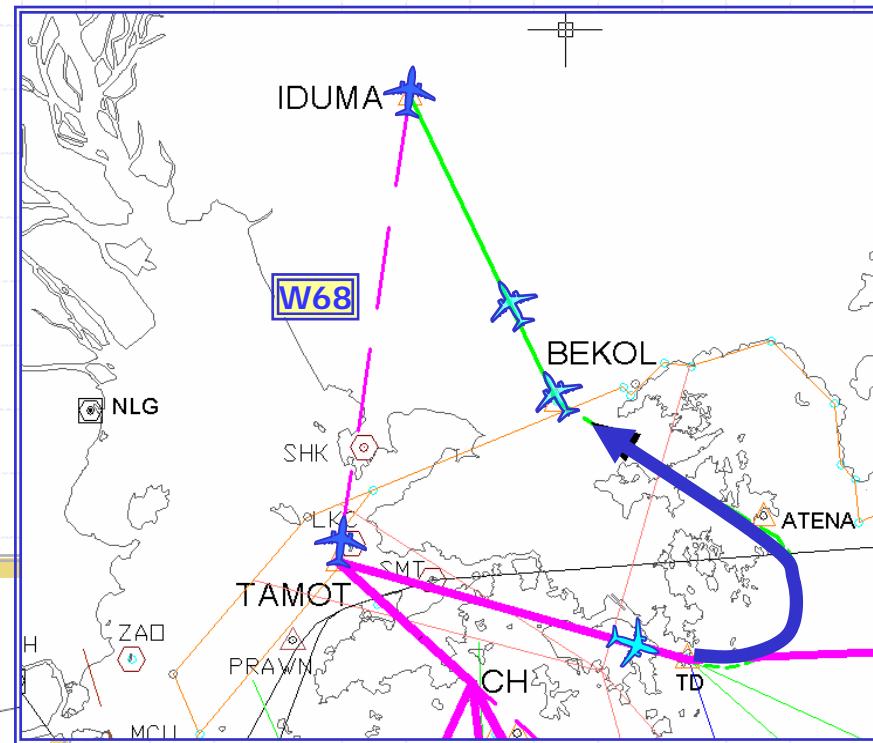 IDUMA
W68
BEKOL
NLG
SHK
ATENA
LKC
SMT
TAMOT
ZAO
H
PRAWN
TD
CH
MCU